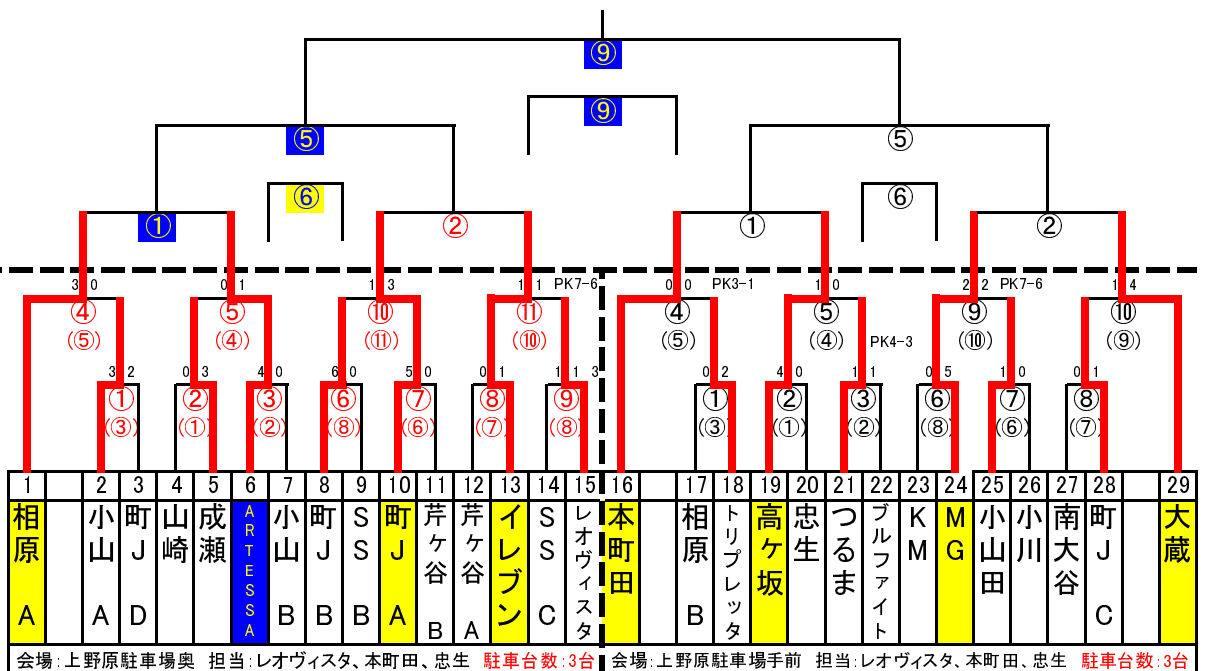 ⑨
⑨
⑤ ⑤
⑥ ⑥
① ② ① ②
3 0 0 1 1 3 1 1 PK7-6 0 0 PK3-1 1 0 2 2 PK7-6 1 4
④ ⑤ ⑩ ⑪ ④ ⑤ ⑨ ⑩
(⑤) (④) (⑪) (⑩) (⑤) (④) PK4-3 (⑩) (⑨)
3 2 0 3 4 0 6 0 5 0 0 1 1 1 3 0 2 4 0 1 1 0 5 1 0 0 1
① ② ③ ⑥ ⑦ ⑧ ⑨ ① ② ③ ⑥ ⑦ ⑧
(③) (①) (②) (⑧) (⑥) (⑦) (⑧) (③) (①) (②) (⑧) (⑥) (⑦)
1 2 3 4 5 6 7 8 9 10 11 12 13 14 15 16 17 18 19 20 21 22 23 24 25 26 27 28 29
相原 A
小山 A
町J D
山崎
成瀬
ARTESSA
小山 B
町J B
SS B
町J A
芹ヶ谷 B
芹ヶ谷 A
イレブン
SS C
レオヴィスタ
本町田
相原 B
トリプレッタ
高ヶ坂
忠生
つるま
ブルファイト
KM
MG
小山田
小川
南大谷
町J C
大蔵
会場:上野原駐車場奥 担当:レオヴィスタ、本町田、忠生 駐車台数:3台
会場:上野原駐車場手前 担当:レオヴィスタ、本町田、忠生 駐車台数:3台